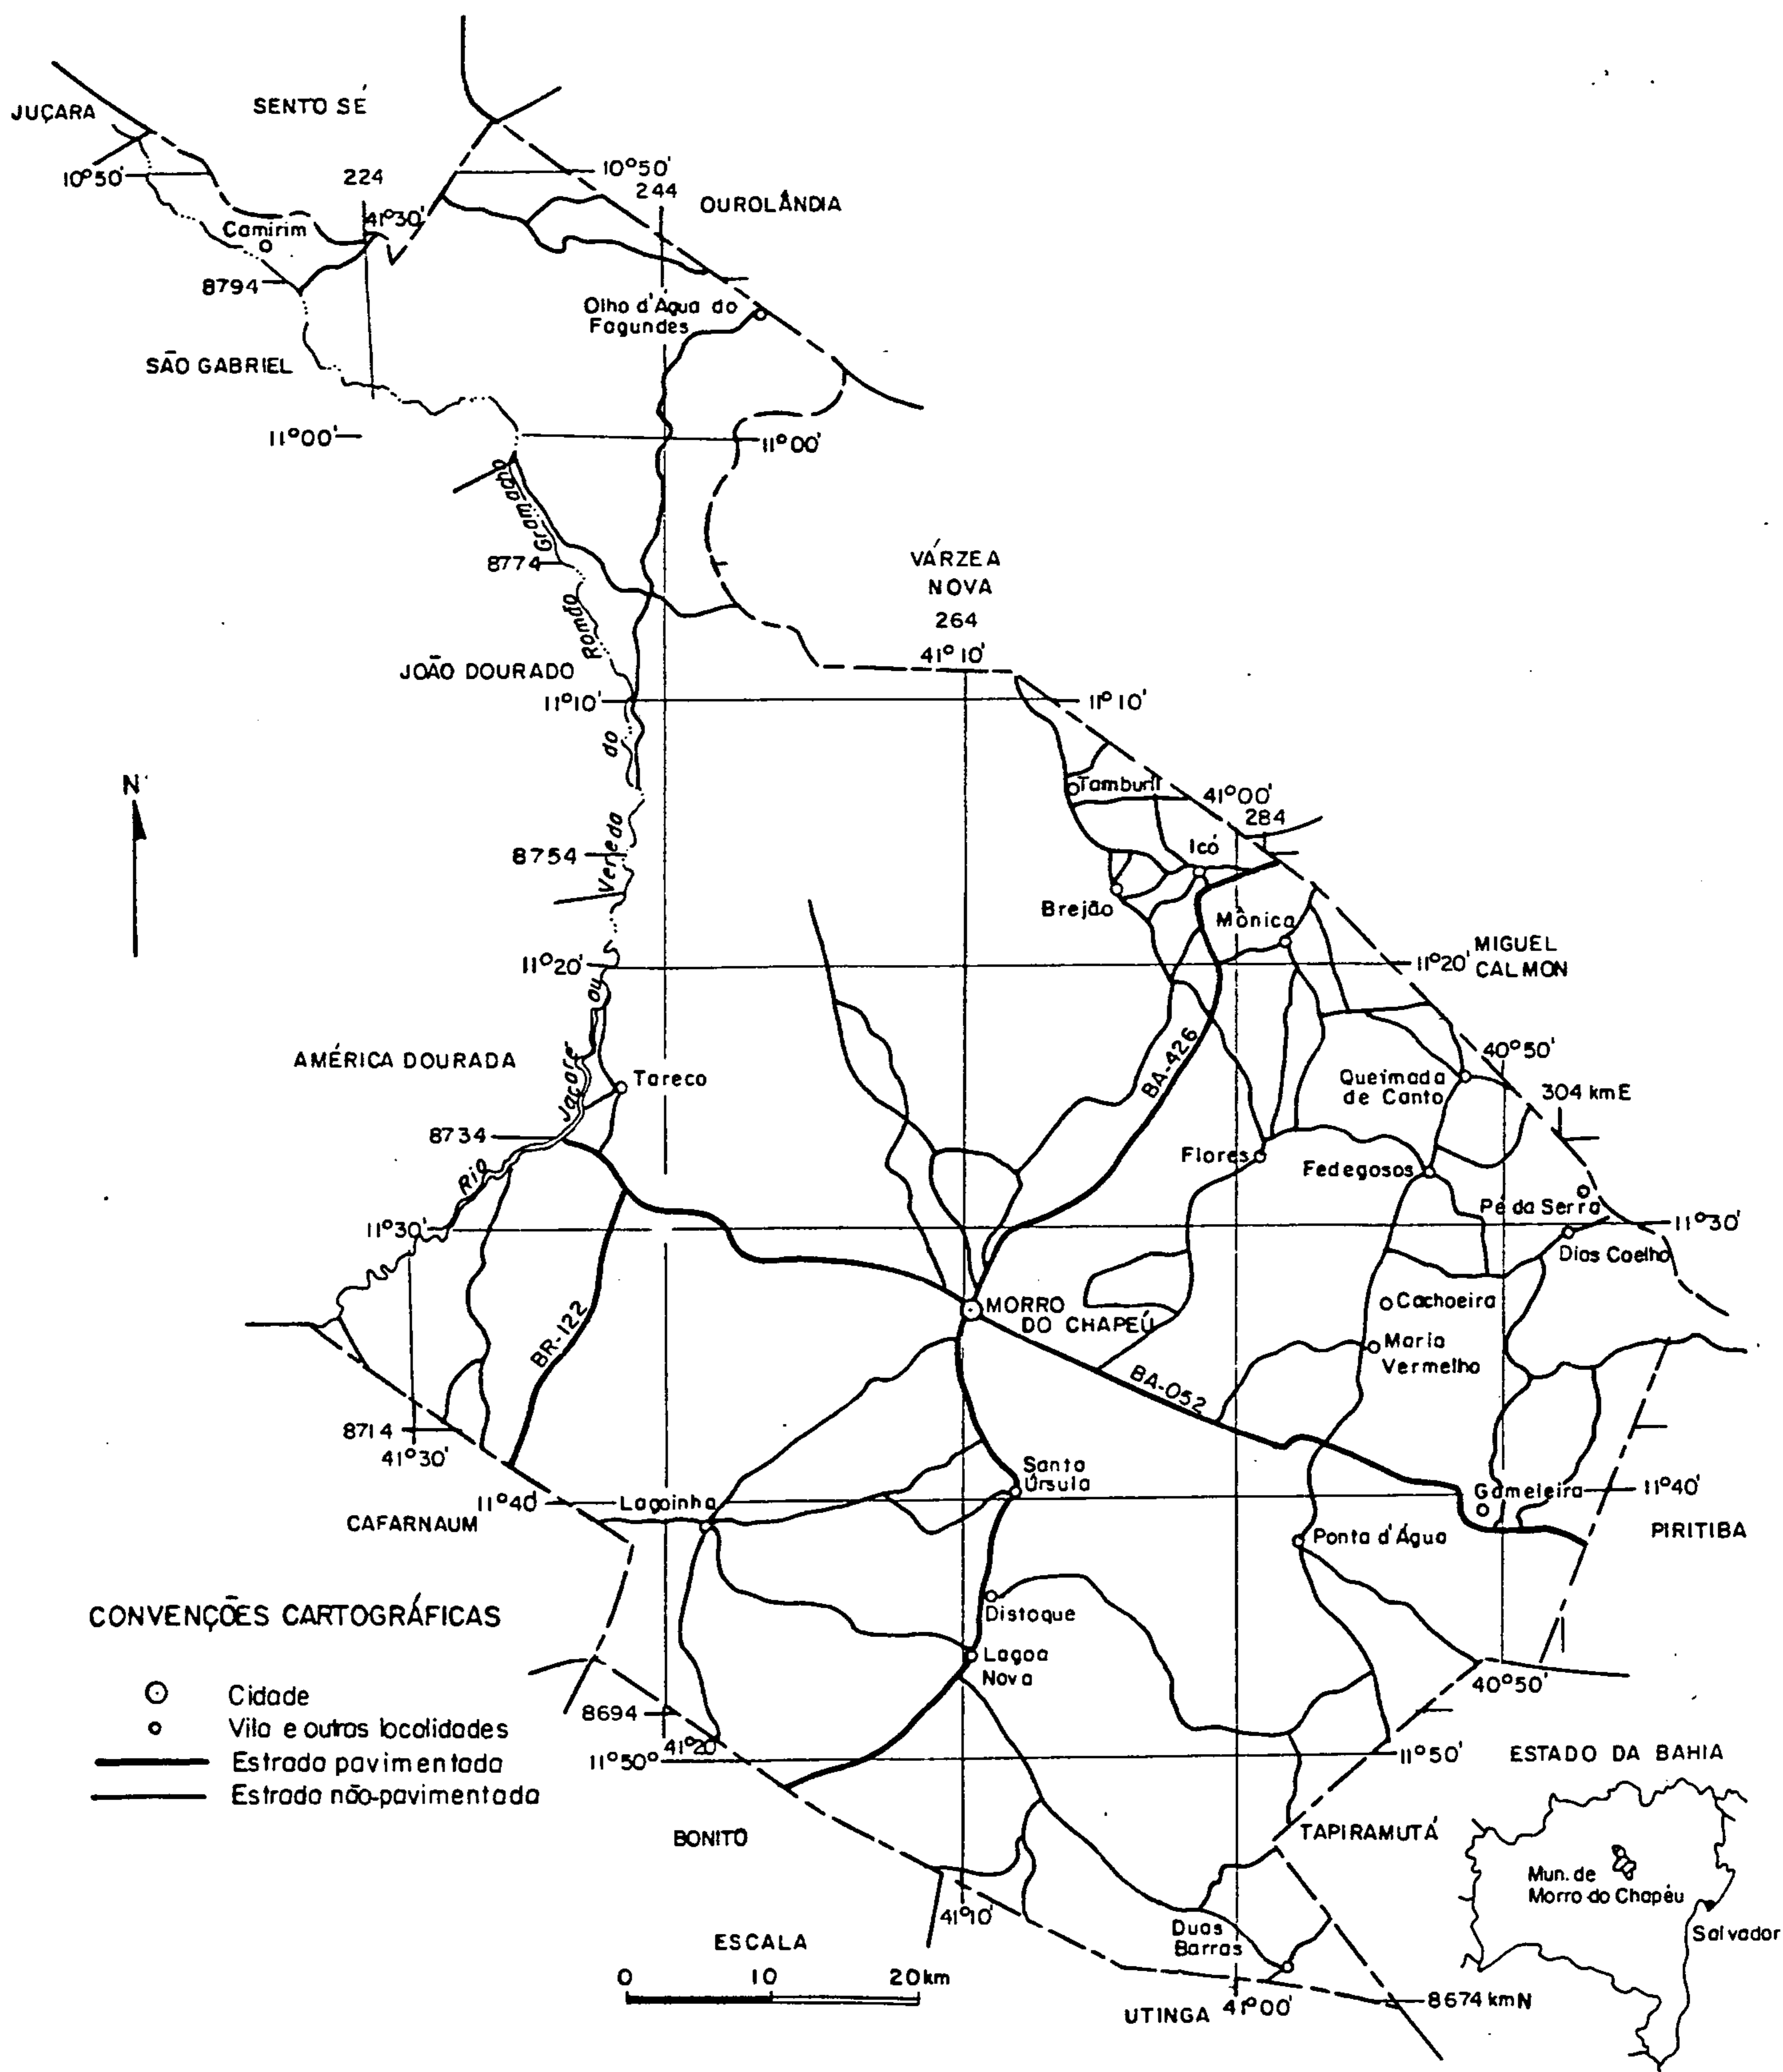 JUÇARA
SENTO SÉ
10°50'
224
41°30'
10°50'
244
OUROLÂNDIA
Camirim
8794
Olho d'Água do
Fagundes
SÃO GABRIEL
11°00'
11°00'
Gramacho
8774
VÁRZEA
NOVA
264
41°10'
Romão
JOÃO DOURADO
11°10'
11°10'
do
N
Tamburil
41°00'
284
Vereda
8754
Icó
Brejão
Mônica
11°20'
MIGUEL
11°20'
CALMON
ou
AMÉRICA DOURADA
Jacaré
Tareco
BA-426
40°50'
Queimada
de Canto
304 kmE
8734
Rio
Flores
Fedegosos
Pé da Serra
11°30'
11°30'
Dias Coelho
MORRO
DO CHAPÉU
Cachoeira
BR-122
Maria
Vermelho
BA-052
8714
41°30'
Santa
Úrsula
11°40'
Lagoinha
Gameleira
11°40'
CAFARNAUM
Ponta d'Água
PIRITIBA
CONVENÇÕES CARTOGRÁFICAS
Distaque
Lagoa
Nova
Cidade
Vila e outras localidades
Estrada pavimentada
Estrada não-pavimentada
8694
41°20'
11°50'
40°50'
11°50'
ESTADO DA BAHIA
BONITO
TAPIRAMUTÁ
Mun. de
Morro do Chapéu
Salvador
41°10'
Duas
Barras
ESCALA
0 10 20km
UTINGA
41°00'
8674 kmN